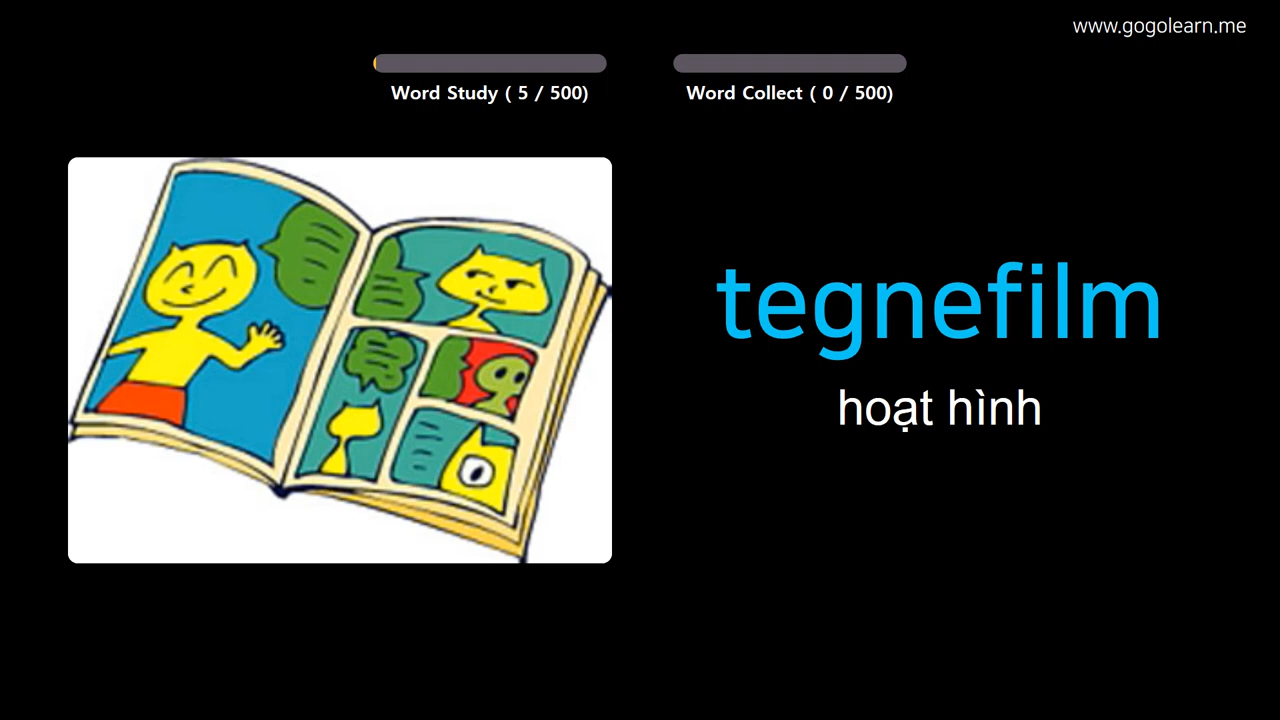 www.gogolearn.me
Word Study ( 5 / 500)
Word Collect ( 0 / 500)
tegnefilm
hoạt hình